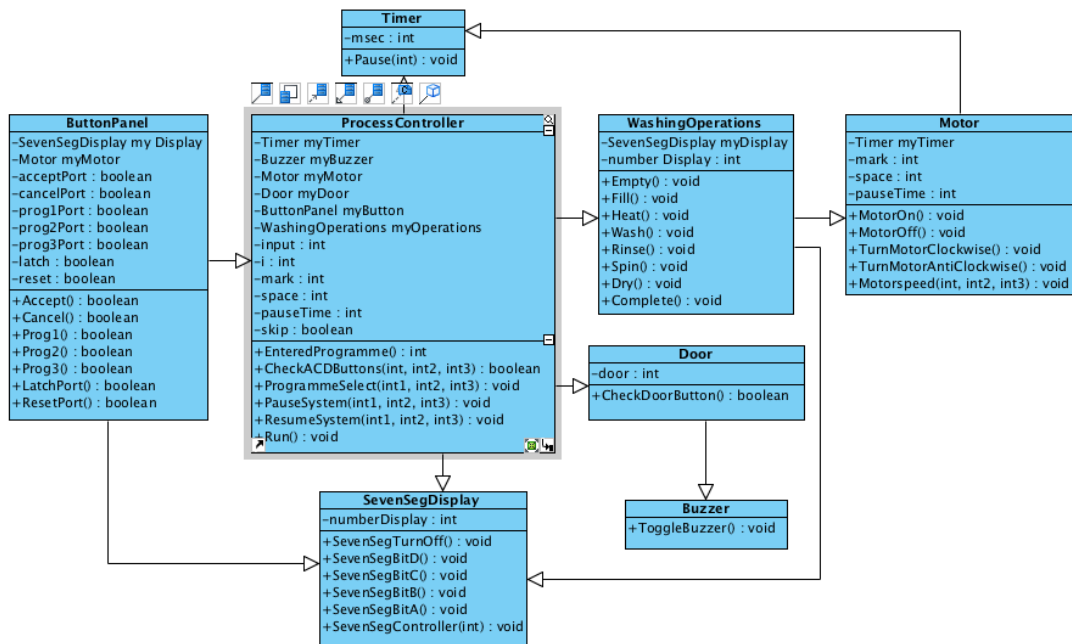 Timer
-msec : int
+Pause(int) : void
ButtonPanel
-SevenSegDisplay my Display
-Motor myMotor
-acceptPort : boolean
-cancelPort : boolean
-prog1Port : boolean
-prog2Port : boolean
-prog3Port : boolean
-latch : boolean
-reset : boolean
+Accept() : boolean
+Cancel() : boolean
+Prog1() : boolean
+Prog2() : boolean
+Prog3() : boolean
+LatchPort() : boolean
+ResetPort() : boolean
ProcessController
-Timer myTimer
-Buzzer myBuzzer
-Motor myMotor
-Door myDoor
-ButtonPanel myButton
-WashingOperations myOperations
-input : int
-i : int
-mark : int
-space : int
-pauseTime : int
-skip : boolean
+EnteredProgramme() : int
+CheckACDButtons(int, int2, int3) : boolean
+ProgrammeSelect(int1, int2, int3) : void
+PauseSystem(int1, int2, int3) : void
+ResumeSystem(int1, int2, int3) : void
+Run() : void
WashingOperations
-SevenSegDisplay myDisplay
-number Display : int
+Empty() : void
+Fill() : void
+Heat() : void
+Wash() : void
+Rinse() : void
+Spin() : void
+Dry() : void
+Complete() : void
Motor
-Timer myTimer
-mark : int
-space : int
-pauseTime : int
+MotorOn() : void
+MotorOff() : void
+TurnMotorClockwise() : void
+TurnMotorAntiClockwise() : void
+Motorspeed(int, int2, int3) : void
Door
-door : int
+CheckDoorButton() : boolean
SevenSegDisplay
-numberDisplay : int
+SevenSegTurnOff() : void
+SevenSegBitD() : void
+SevenSegBitC() : void
+SevenSegBitB() : void
+SevenSegBitA() : void
+SevenSegController(int) : void
Buzzer
+ToggleBuzzer() : void